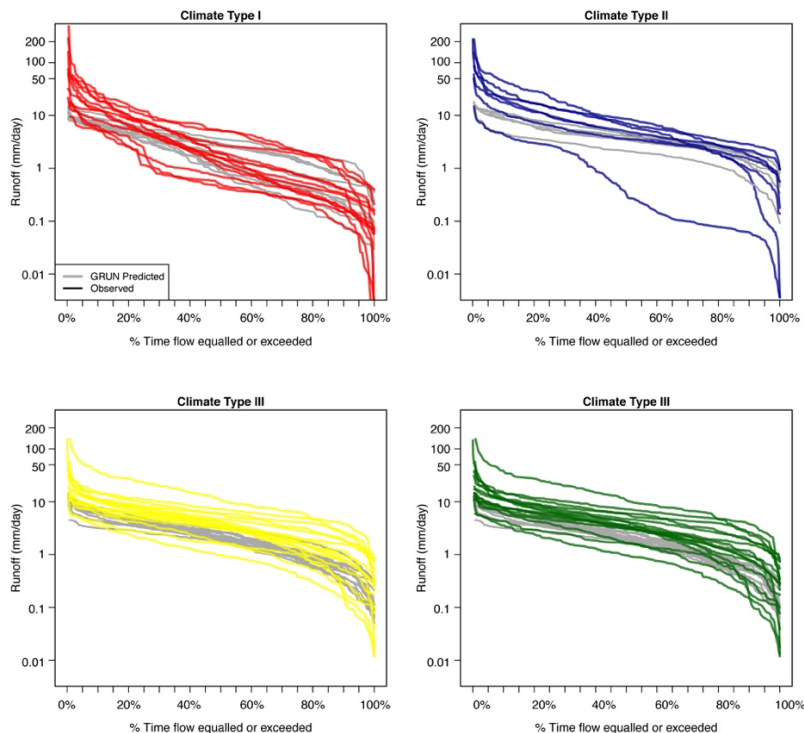 Climate Type I
Runoff (mm/day)
200
100
50
10
1
0.1
0.01
GRUN Predicted
Observed
0% 20% 40% 60% 80% 100%
% Time flow equalled or exceeded
Climate Type II
Runoff (mm/day)
200
100
50
10
1
0.1
0.01
0% 20% 40% 60% 80% 100%
% Time flow equalled or exceeded
Climate Type III
Runoff (mm/day)
200
100
50
10
1
0.1
0.01
0% 20% 40% 60% 80% 100%
% Time flow equalled or exceeded
Climate Type III
Runoff (mm/day)
200
100
50
10
1
0.1
0.01
0% 20% 40% 60% 80% 100%
% Time flow equalled or exceeded